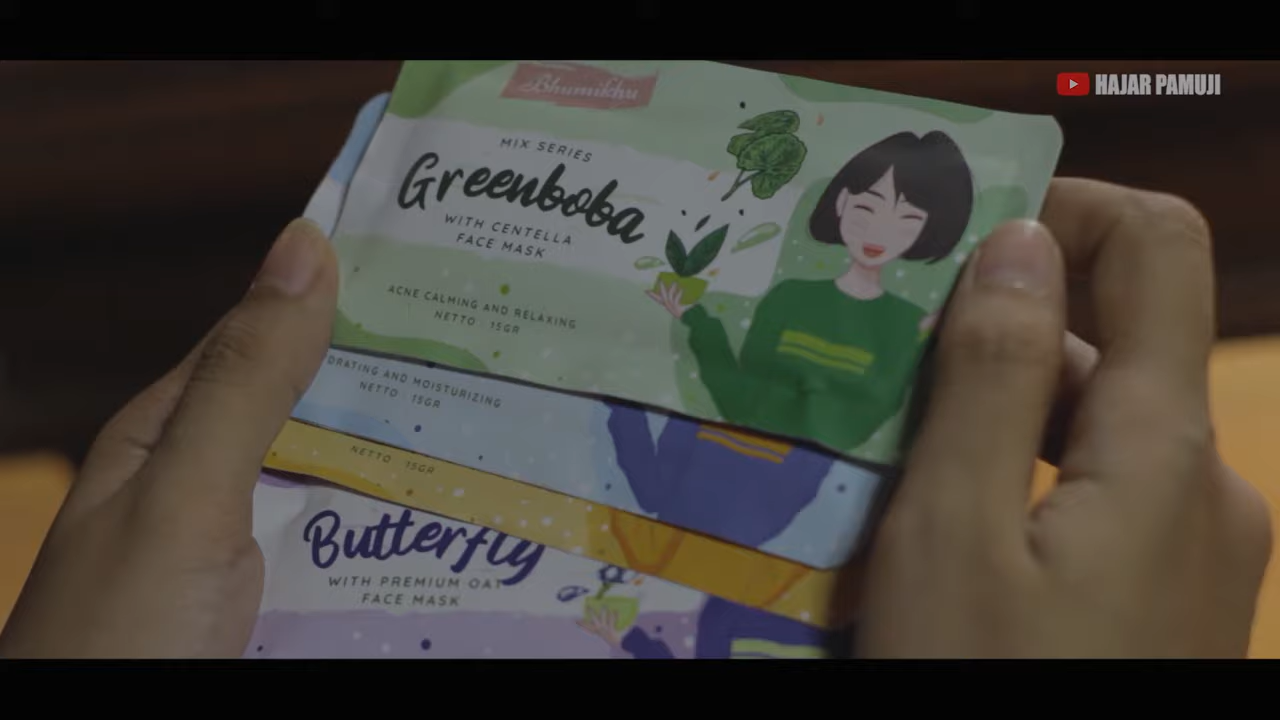 HAJAR PAMUJI
Bhumikhu
MIX SERIES
Greenboba
WITH CENTELLA
FACE MASK
ACNE CALMING AND RELAXING
NETTO : 15GR
DRATING AND MOISTURIZING
NETTO : 15GR
NETTO : 15GR
Butterfly
WITH PREMIUM OAT
FACE MASK